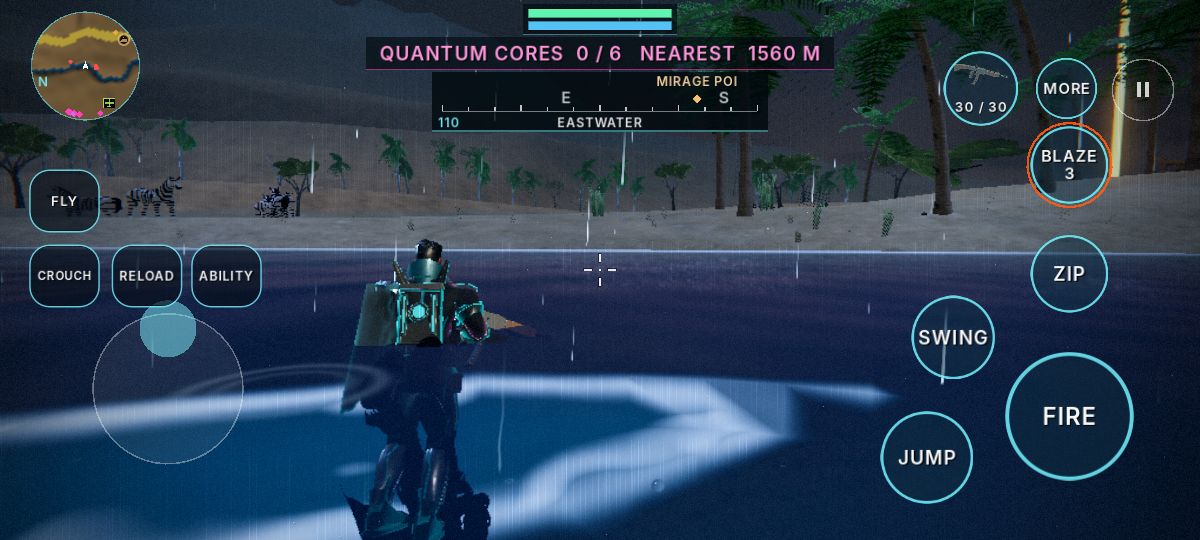 QUANTUM CORES 0 / 6 NEAREST 1560 M
MIRAGE POI
E S
110 EASTWATER
N
30 / 30
MORE
BLAZE
3
FLY
CROUCH
RELOAD
ABILITY
ZIP
SWING
FIRE
JUMP